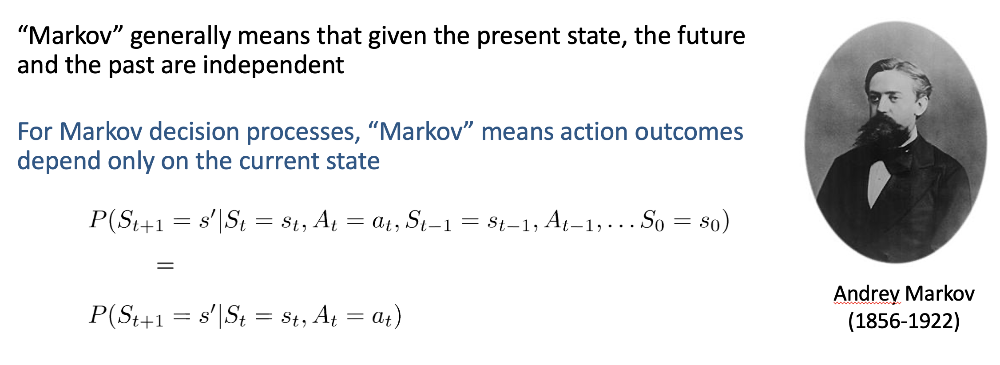 “Markov” generally means that given the present state, the future
and the past are independent
For Markov decision processes, “Markov” means action outcomes
depend only on the current state
P(S_{t+1} = s′|S_t = s_t, A_t = a_t, S_{t−1} = s_{t−1}, A_{t−1}, … S_0 = s_0)
=
P(S_{t+1} = s′|S_t = s_t, A_t = a_t)
Andrey Markov
(1856-1922)